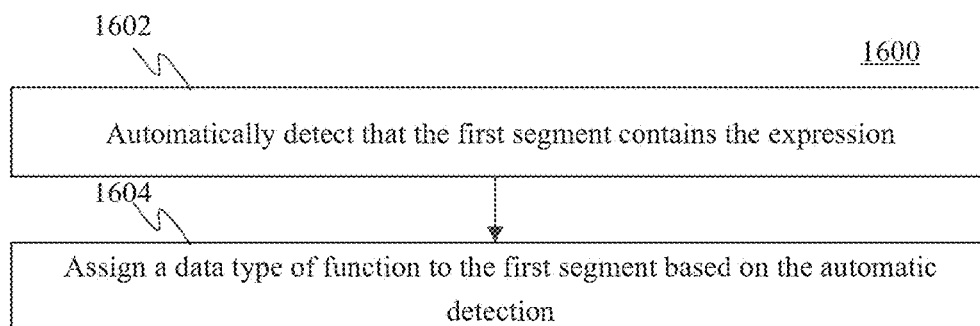 1602
1600
Automatically detect that the first segment contains the expression
1604
Assign a data type of function to the first segment based on the automatic
detection